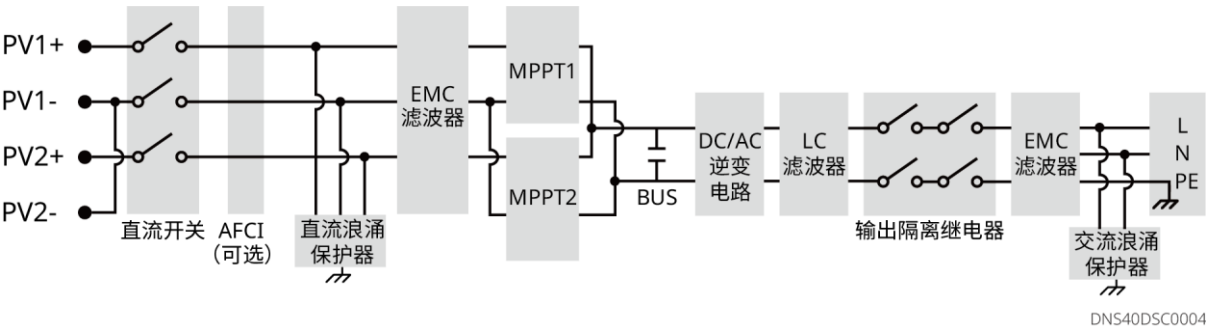 PV1+
PV1-
PV2+
PV2-
直流开关
AFCI
(可选)
直流浪涌
保护器
EMC
滤波器
MPPT1
MPPT2
BUS
DC/AC
逆变
电路
LC
滤波器
输出隔离继电器
EMC
滤波器
L
N
PE
交流浪涌
保护器
DNS40DSC0004